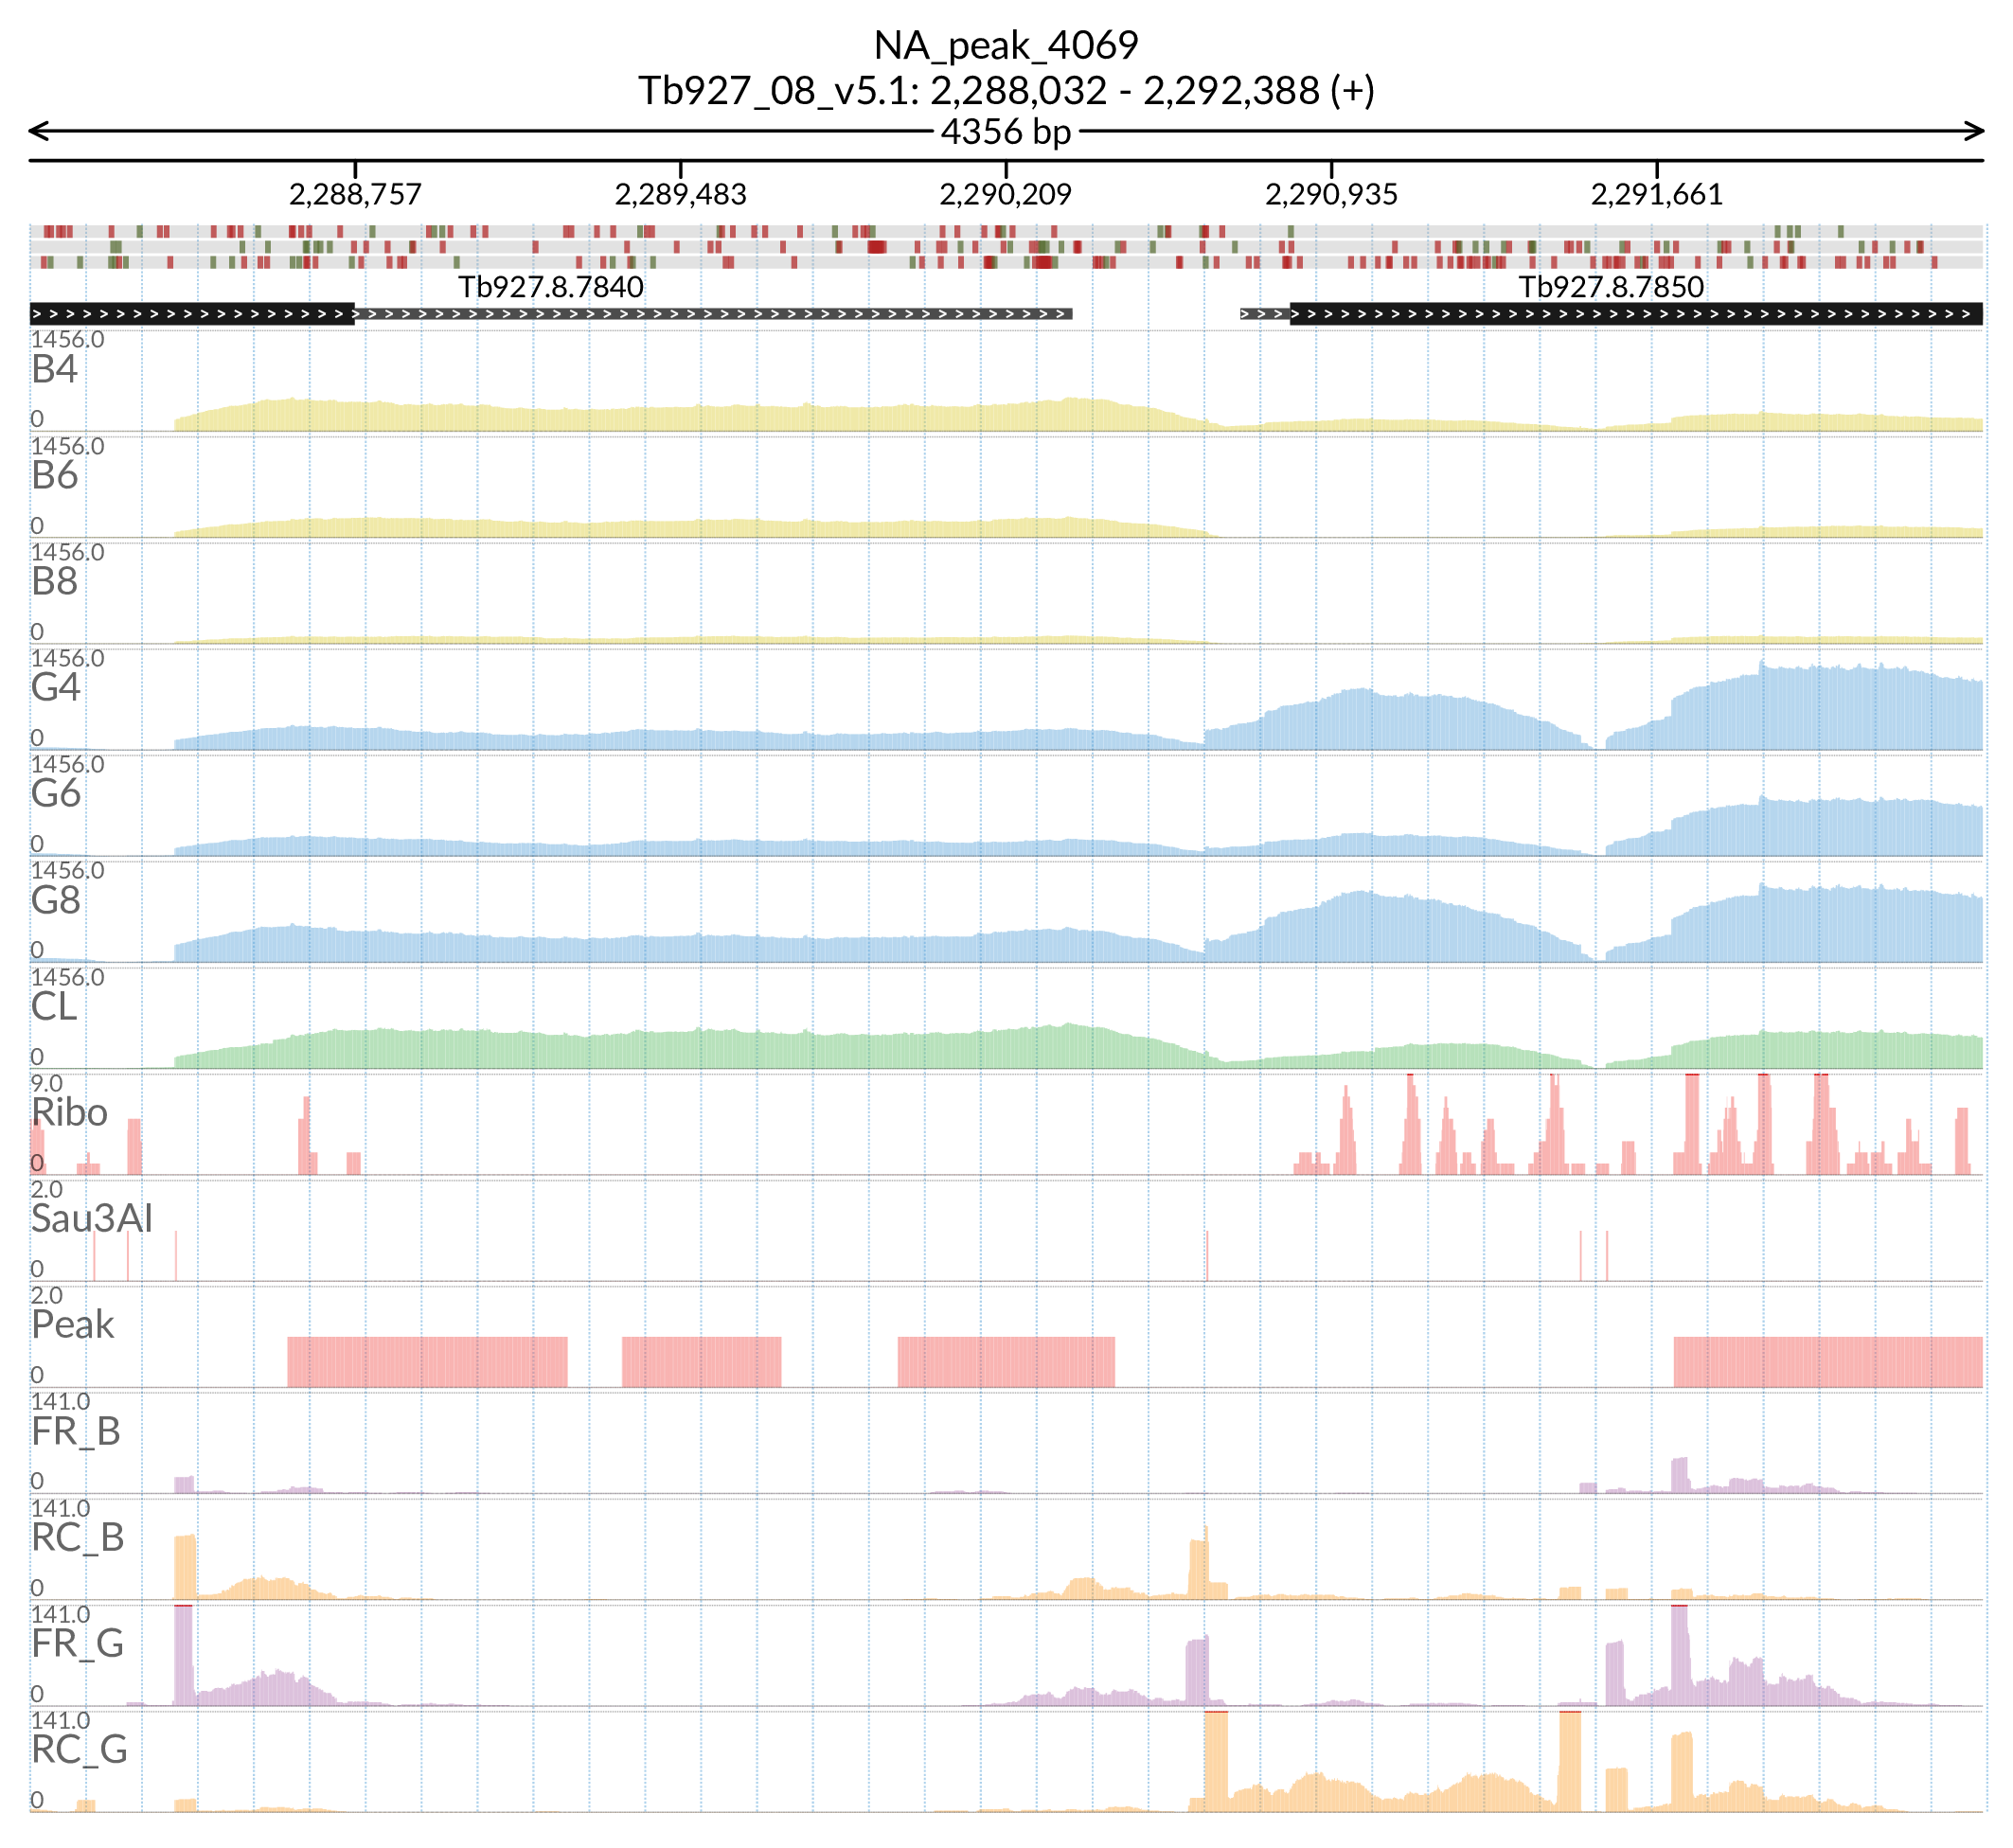 NA_peak_4069
Tb927_08_v5.1: 2,288,032 - 2,292,388 (+)
4356 bp
2,288,757 2,289,483 2,290,209 2,290,935 2,291,661
Tb927.8.7840 Tb927.8.7850
1456.0
B4
0
1456.0
B6
0
1456.0
B8
0
1456.0
G4
0
1456.0
G6
0
1456.0
G8
0
1456.0
CL
0
9.0
Ribo
0
2.0
Sau3AI
0
2.0
Peak
0
141.0
FR_B
0
141.0
RC_B
0
141.0
FR_G
0
141.0
RC_G
0